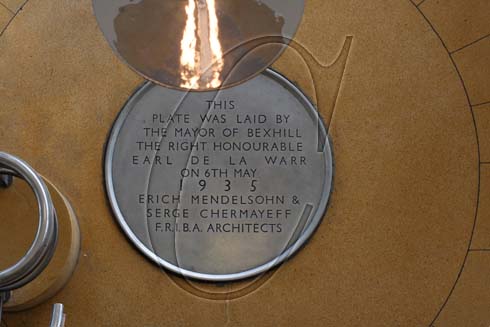 THIS
PLATE WAS LAID BY
THE MAYOR OF BEXHILL
THE RIGHT HONOURABLE
EARL DE LA WARR
ON 6TH MAY
1935
ERICH MENDELSOHN &
SERGE CHERMAYEFF
F.R.I.B.A. ARCHITECTS